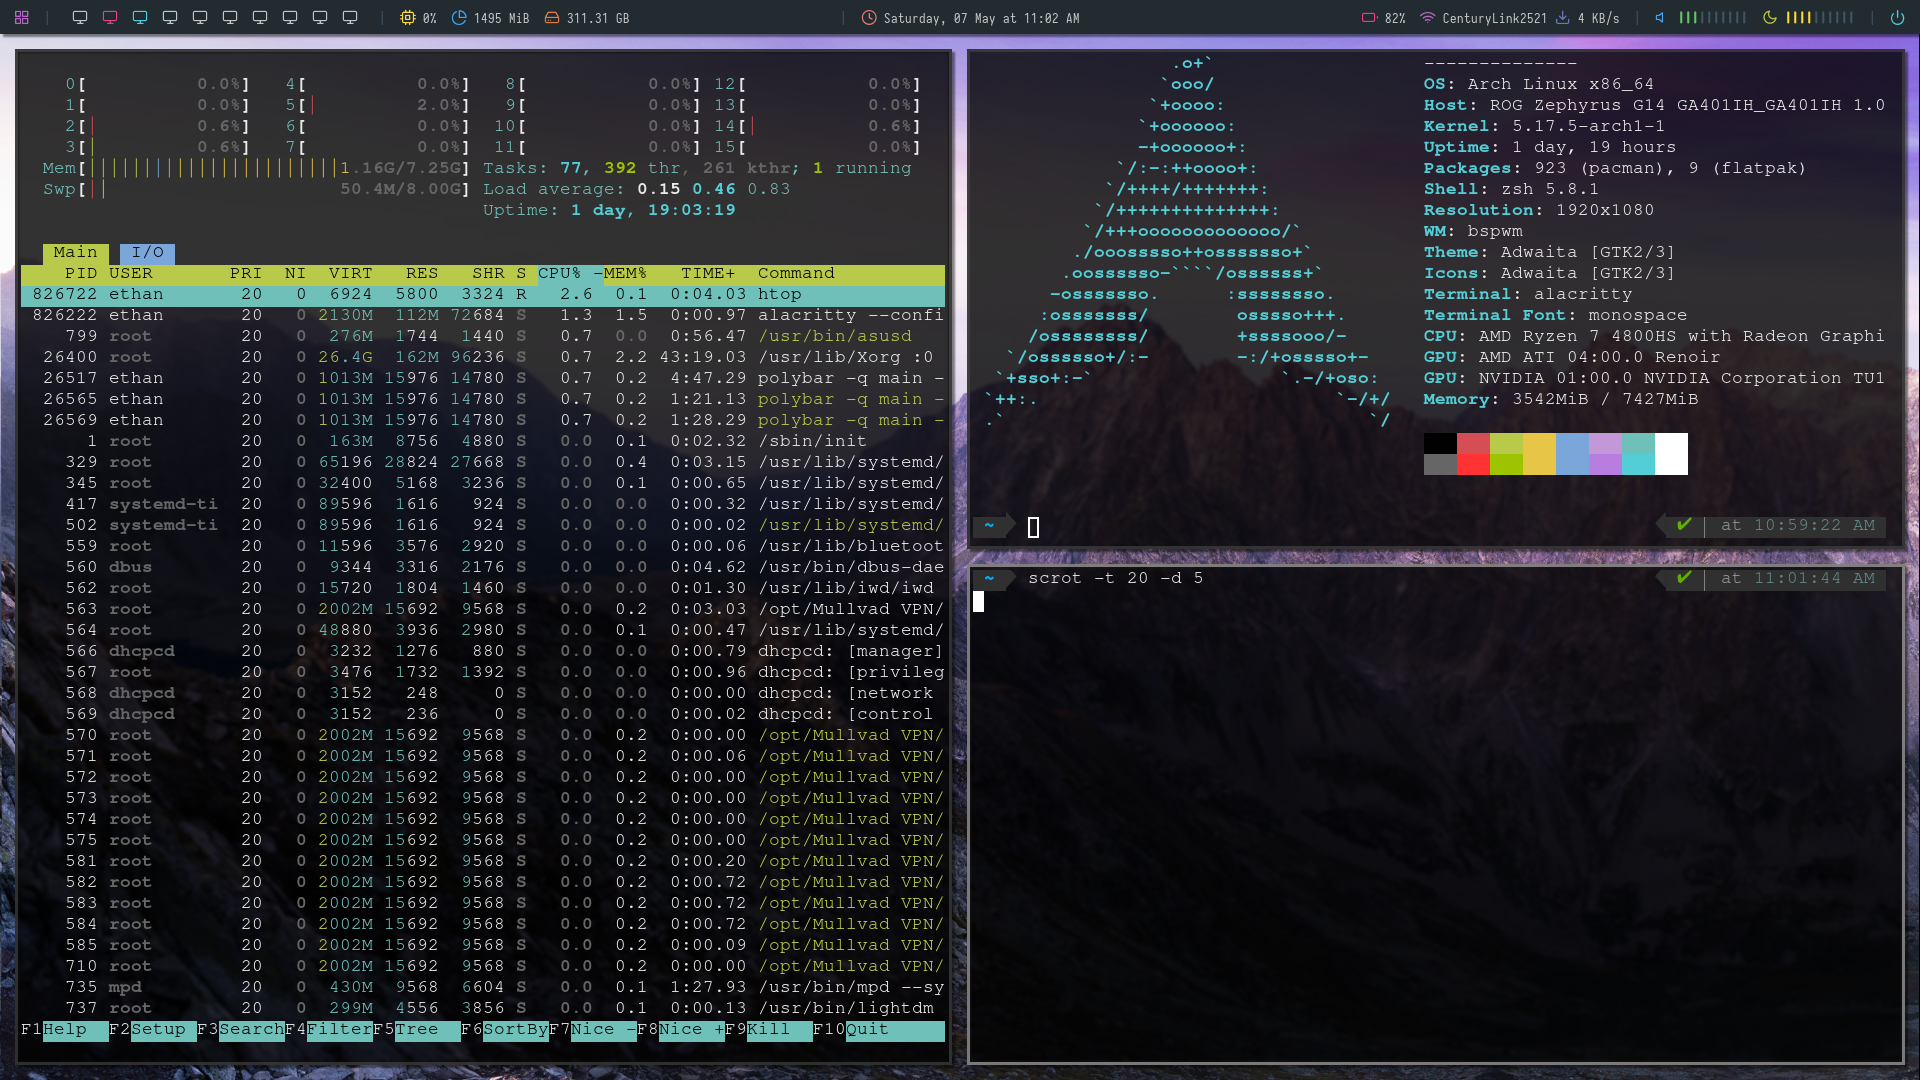 0% 1495 MiB 311.31 GB Saturday, 07 May at 11:02 AM 82% CenturyLink2521 4 KB/s
0[ 0.0%] 4[ 0.0%] 8[ 0.0%] 12[ 0.0%]
1[ 0.0%] 5[| 2.0%] 9[ 0.0%] 13[ 0.0%]
2[| 0.6%] 6[ 0.0%] 10[ 0.0%] 14[| 0.6%]
3[| 0.6%] 7[ 0.0%] 11[ 0.0%] 15[ 0.0%]
Mem[|||||||||||||||||||||||1.16G/7.25G] Tasks: 77, 392 thr, 261 kthr; 1 running
Swp[|| 50.4M/8.00G] Load average: 0.15 0.46 0.83
Uptime: 1 day, 19:03:19
Main I/O
PID USER PRI NI VIRT RES SHR S CPU% -MEM% TIME+ Command
826722 ethan 20 0 6924 5800 3324 R 2.6 0.1 0:04.03 htop
826222 ethan 20 0 2130M 112M 72684 S 1.3 1.5 0:00.97 alacritty --confi
799 root 20 0 276M 1744 1440 S 0.7 0.0 0:56.47 /usr/bin/asusd
26400 root 20 0 26.4G 162M 96236 S 0.7 2.2 43:19.03 /usr/lib/Xorg :0
26517 ethan 20 0 1013M 15976 14780 S 0.7 0.2 4:47.29 polybar -q main -
26565 ethan 20 0 1013M 15976 14780 S 0.7 0.2 1:21.13 polybar -q main -
26569 ethan 20 0 1013M 15976 14780 S 0.7 0.2 1:28.29 polybar -q main -
1 root 20 0 163M 8756 4880 S 0.0 0.1 0:02.32 /sbin/init
329 root 20 0 65196 28824 27668 S 0.0 0.4 0:03.15 /usr/lib/systemd/
345 root 20 0 32400 5168 3236 S 0.0 0.1 0:00.65 /usr/lib/systemd/
417 systemd-ti 20 0 89596 1616 924 S 0.0 0.0 0:00.32 /usr/lib/systemd/
502 systemd-ti 20 0 89596 1616 924 S 0.0 0.0 0:00.02 /usr/lib/systemd/
559 root 20 0 11596 3576 2920 S 0.0 0.0 0:00.06 /usr/lib/bluetoot
560 dbus 20 0 9344 3316 2176 S 0.0 0.0 0:04.62 /usr/bin/dbus-dae
562 root 20 0 15720 1804 1460 S 0.0 0.0 0:01.30 /usr/lib/iwd/iwd
563 root 20 0 2002M 15692 9568 S 0.0 0.2 0:03.03 /opt/Mullvad VPN/
564 root 20 0 48880 3936 2980 S 0.0 0.1 0:00.47 /usr/lib/systemd/
566 dhcpcd 20 0 3232 1276 880 S 0.0 0.0 0:00.79 dhcpcd: [manager]
567 root 20 0 3476 1732 1392 S 0.0 0.0 0:00.96 dhcpcd: [privileg
568 dhcpcd 20 0 3152 248 0 S 0.0 0.0 0:00.00 dhcpcd: [network
569 dhcpcd 20 0 3152 236 0 S 0.0 0.0 0:00.02 dhcpcd: [control
570 root 20 0 2002M 15692 9568 S 0.0 0.2 0:00.00 /opt/Mullvad VPN/
571 root 20 0 2002M 15692 9568 S 0.0 0.2 0:00.06 /opt/Mullvad VPN/
572 root 20 0 2002M 15692 9568 S 0.0 0.2 0:00.00 /opt/Mullvad VPN/
573 root 20 0 2002M 15692 9568 S 0.0 0.2 0:00.00 /opt/Mullvad VPN/
574 root 20 0 2002M 15692 9568 S 0.0 0.2 0:00.00 /opt/Mullvad VPN/
575 root 20 0 2002M 15692 9568 S 0.0 0.2 0:00.00 /opt/Mullvad VPN/
581 root 20 0 2002M 15692 9568 S 0.0 0.2 0:00.20 /opt/Mullvad VPN/
582 root 20 0 2002M 15692 9568 S 0.0 0.2 0:00.72 /opt/Mullvad VPN/
583 root 20 0 2002M 15692 9568 S 0.0 0.2 0:00.72 /opt/Mullvad VPN/
584 root 20 0 2002M 15692 9568 S 0.0 0.2 0:00.72 /opt/Mullvad VPN/
585 root 20 0 2002M 15692 9568 S 0.0 0.2 0:00.09 /opt/Mullvad VPN/
710 root 20 0 2002M 15692 9568 S 0.0 0.2 0:00.00 /opt/Mullvad VPN/
735 mpd 20 0 430M 9568 6604 S 0.0 0.1 1:27.93 /usr/bin/mpd --sy
737 root 20 0 299M 4556 3856 S 0.0 0.1 0:00.13 /usr/bin/lightdm
F1Help F2Setup F3SearchF4FilterF5Tree F6SortByF7Nice -F8Nice +F9Kill F10Quit
.o+` --------------
`ooo/ OS: Arch Linux x86_64
`+oooo: Host: ROG Zephyrus G14 GA401IH_GA401IH 1.0
`+oooooo: Kernel: 5.17.5-arch1-1
-+oooooo+: Uptime: 1 day, 19 hours
`/:-:++oooo+: Packages: 923 (pacman), 9 (flatpak)
`/++++/+++++++: Shell: zsh 5.8.1
`/++++++++++++++: Resolution: 1920x1080
`/+++ooooooooooooo/` WM: bspwm
./ooosssso++osssssso+` Theme: Adwaita [GTK2/3]
.oossssso-````/ossssss+` Icons: Adwaita [GTK2/3]
-osssssso. :ssssssso. Terminal: alacritty
:osssssss/ osssso+++. Terminal Font: monospace
/ossssssss/ +ssssooo/- CPU: AMD Ryzen 7 4800HS with Radeon Graphi
`/ossssso+/:- -:/+osssso+- GPU: AMD ATI 04:00.0 Renoir
`+sso+:-` `.-/+oso: GPU: NVIDIA 01:00.0 NVIDIA Corporation TU1
`++:. `-/+/ Memory: 3542MiB / 7427MiB
.` `/
~ ✔ at 10:59:22 AM
~ scrot -t 20 -d 5 ✔ at 11:01:44 AM